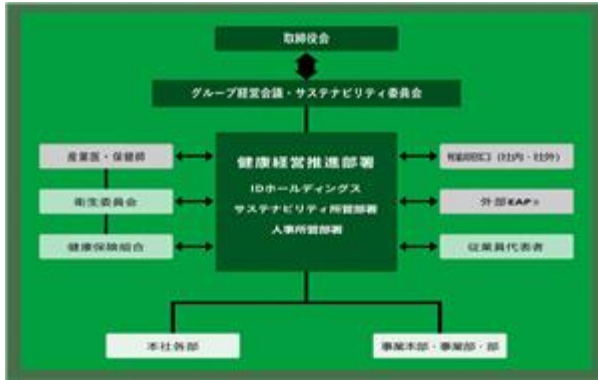 取締役会
グループ経営会議・サステナビリティ委員会
産業医・保健師
健康経営推進部署
(社内・社外)
IDホールディングス
衛生委員会
サステナビリティ所管部署
外部EAP※
人事所管部署
健康保険組合
従業員代表者
本社各部
事業本部・事業部・部